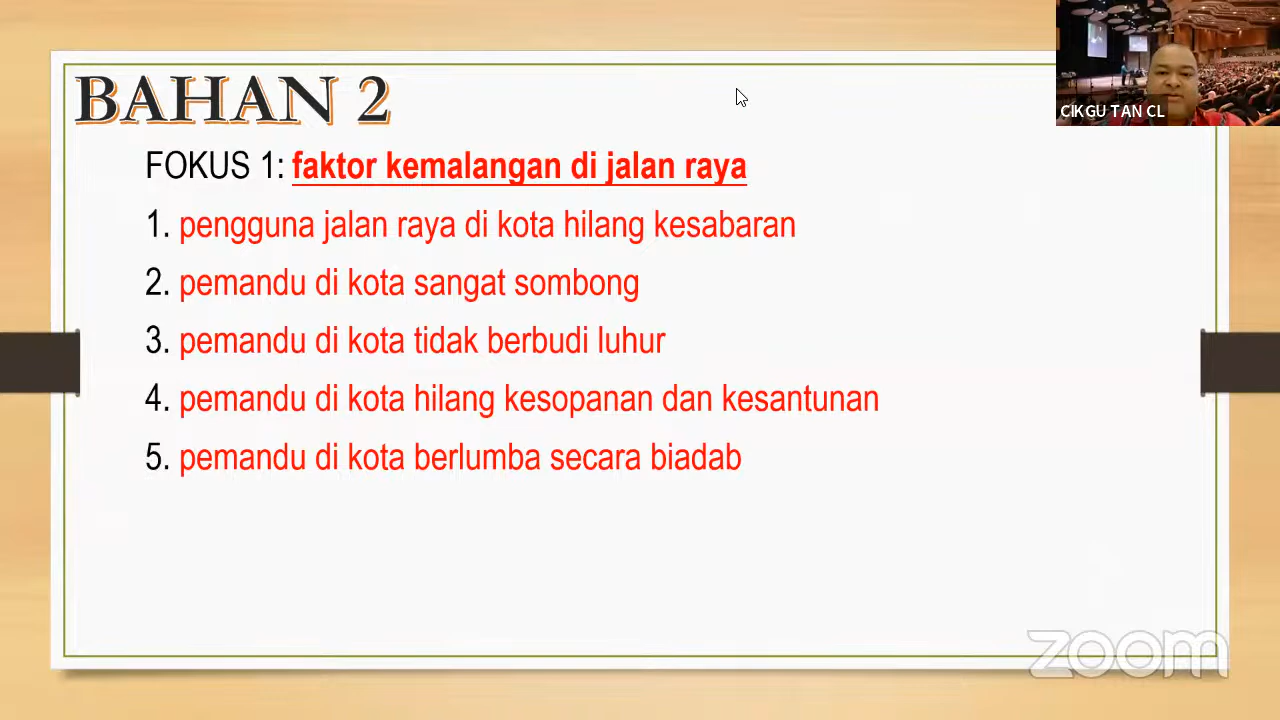 BAHAN 2
CIKGU TAN CL
FOKUS 1: faktor kemalangan di jalan raya
1. pengguna jalan raya di kota hilang kesabaran
2. pemandu di kota sangat sombong
3. pemandu di kota tidak berbudi luhur
4. pemandu di kota hilang kesopanan dan kesantunan
5. pemandu di kota berlumba secara biadab
zoom